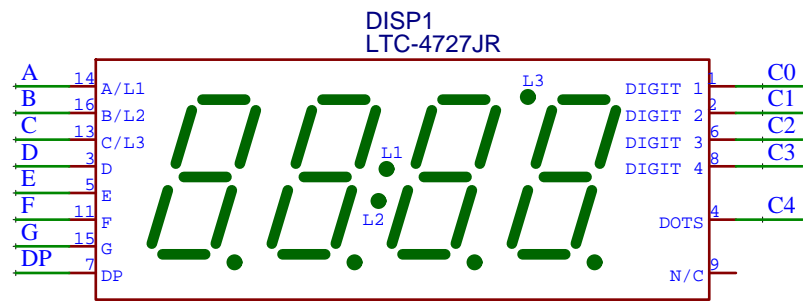 DISP1
LTC-4727JR
A 14 A/L1 L3 DIGIT 1 1 C0
B 16 B/L2 DIGIT 2 2 C1
C 13 C/L3 DIGIT 3 6 C2
D 3 D L1 DIGIT 4 8 C3
E 5 E
F 11 F L2 DOTS 4 C4
G 15 G
DP 7 DP N/C 9